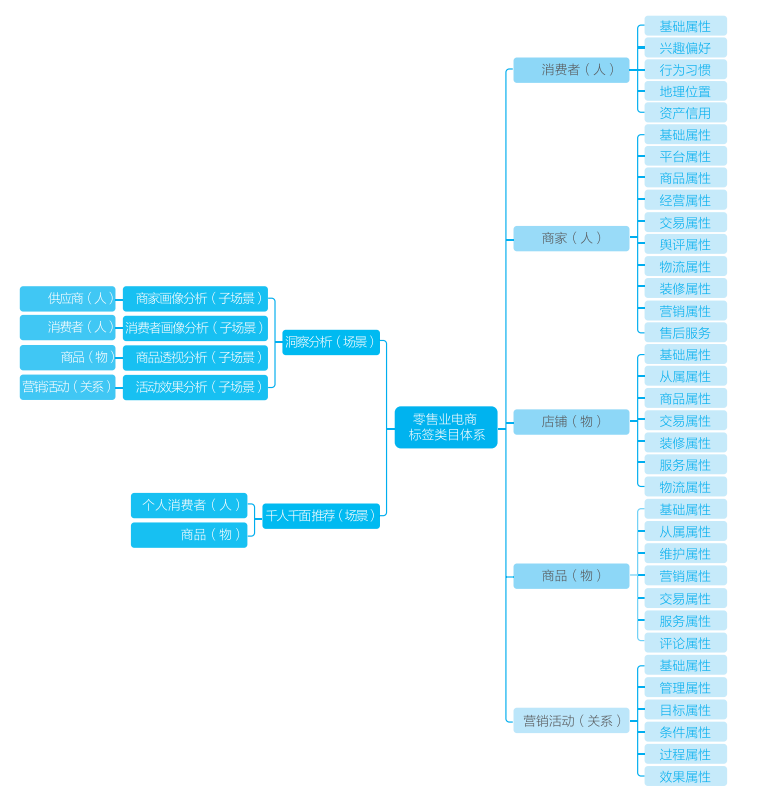 零售业电商
标签类目体系
洞察分析（场景）
商家画像分析（子场景）
供应商（人）
消费者画像分析（子场景）
消费者（人）
商品透视分析（子场景）
商品（物）
活动效果分析（子场景）
营销活动（关系）
千人千面推荐（场景）
个人消费者（人）
商品（物）
消费者（人）
基础属性
兴趣偏好
行为习惯
地理位置
资产信用
商家（人）
基础属性
平台属性
商品属性
经营属性
交易属性
舆评属性
物流属性
装修属性
营销属性
售后服务
店铺（物）
基础属性
从属属性
商品属性
交易属性
装修属性
服务属性
物流属性
商品（物）
基础属性
从属属性
维护属性
营销属性
交易属性
服务属性
评论属性
营销活动（关系）
基础属性
管理属性
目标属性
条件属性
过程属性
效果属性